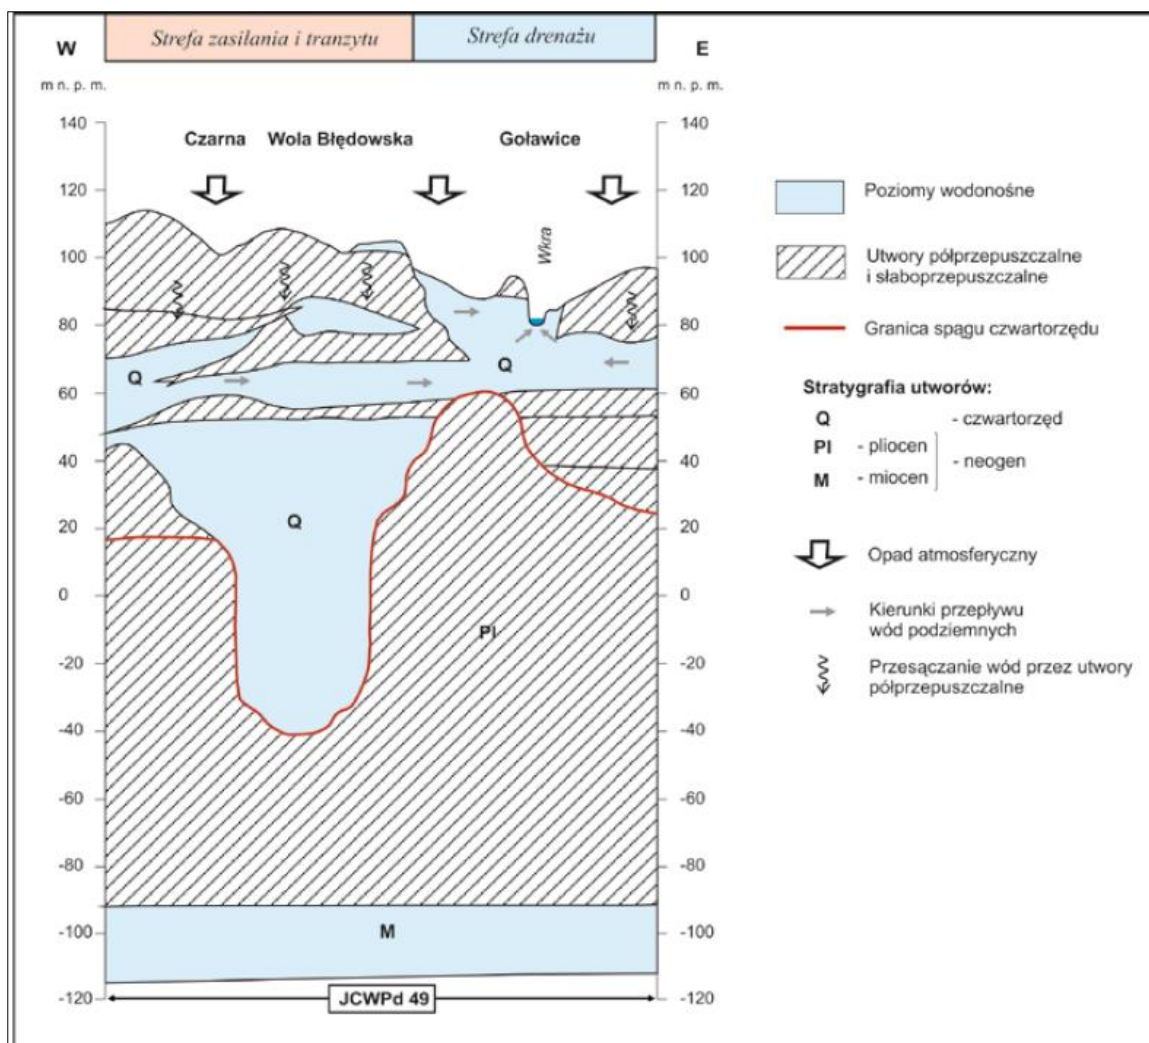 Strefa zasilania i tranzytu
Strefa drenażu
W
E
m n. p. m.
m n. p. m.
140
140
Czarna
Wola Błędowska
Goławice
120
120
Wkra
100
100
80
80
Q
Q
60
60
40
40
Q
20
20
0
0
Pl
-20
-20
-40
-40
-60
-60
-80
-80
M
-100
-100
-120
-120
JCWPd 49
Poziomy wodonośne
Utwory półprzepuszczalne
i słaboprzepuszczalne
Granica spągu czwartorzędu
Stratygrafia utworów:
Q - czwartorzęd
Pl - pliocen
- neogen
M - miocen
Opad atmosferyczny
Kierunki przepływu
wód podziemnych
Przesączanie wód przez utwory
półprzepuszczalne